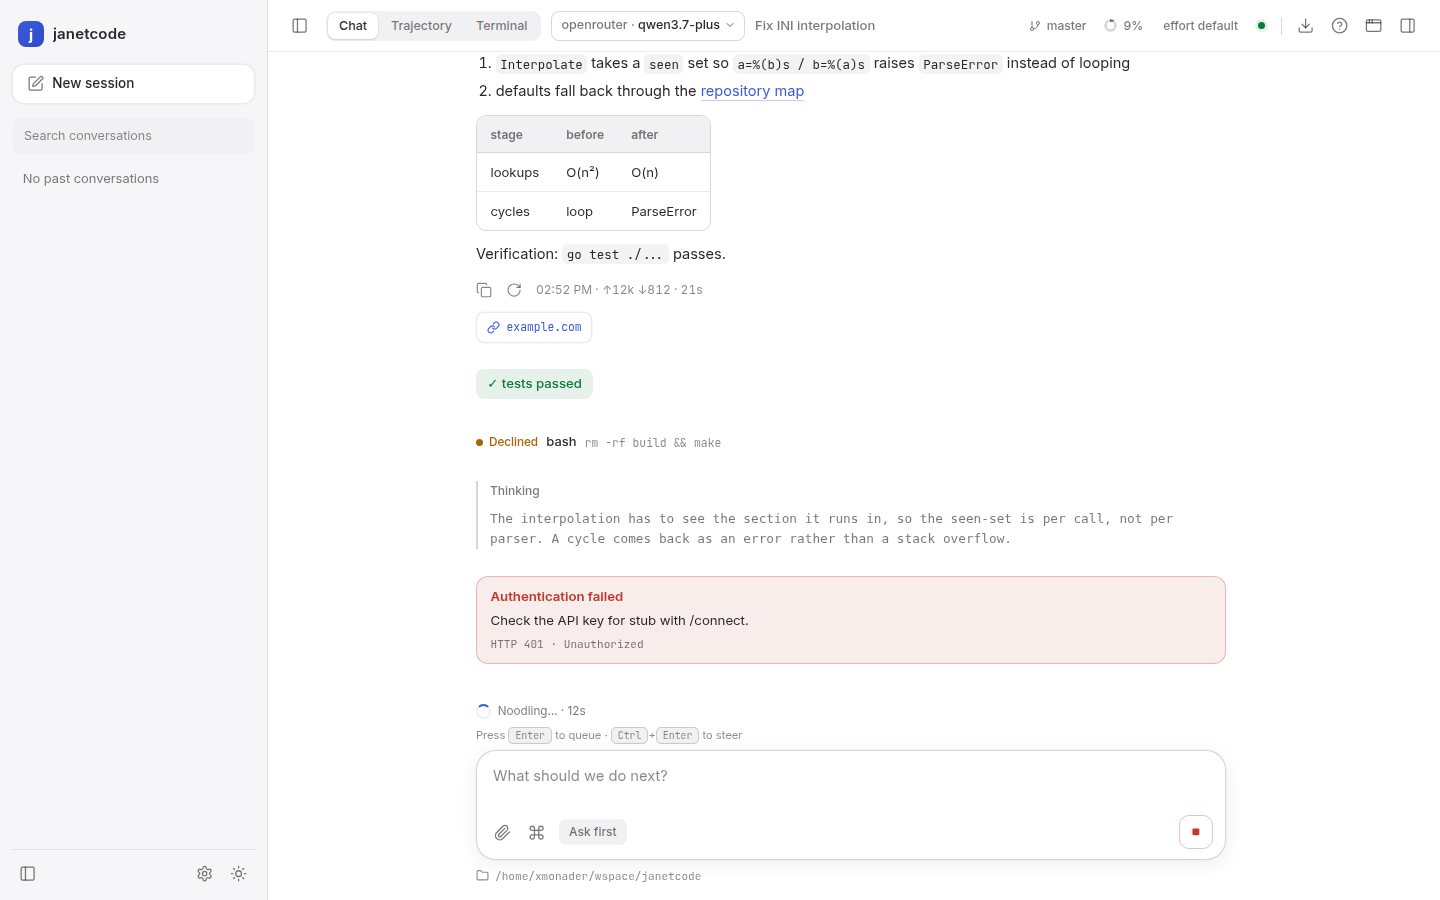 janetcode
New session
Search conversations
No past conversations
Chat
Trajectory
Terminal
openrouter · qwen3.7-plus
Fix INI interpolation
master
9%
effort default
1. Interpolate takes a seen set so a=%(b)s / b=%(a)s raises ParseError instead of looping
2. defaults fall back through the repository map
stage before after
lookups O(n²) O(n)
cycles loop ParseError
Verification: go test ./... passes.
02:52 PM · ↑12k ↓812 · 21s
example.com
✓ tests passed
Declined bash rm -rf build && make
Thinking
The interpolation has to see the section it runs in, so the seen-set is per call, not per
parser. A cycle comes back as an error rather than a stack overflow.
Authentication failed
Check the API key for stub with /connect.
HTTP 401 · Unauthorized
Noodling… · 12s
Press Enter to queue · Ctrl+Enter to steer
What should we do next?
Ask first
/home/xmonader/wspace/janetcode